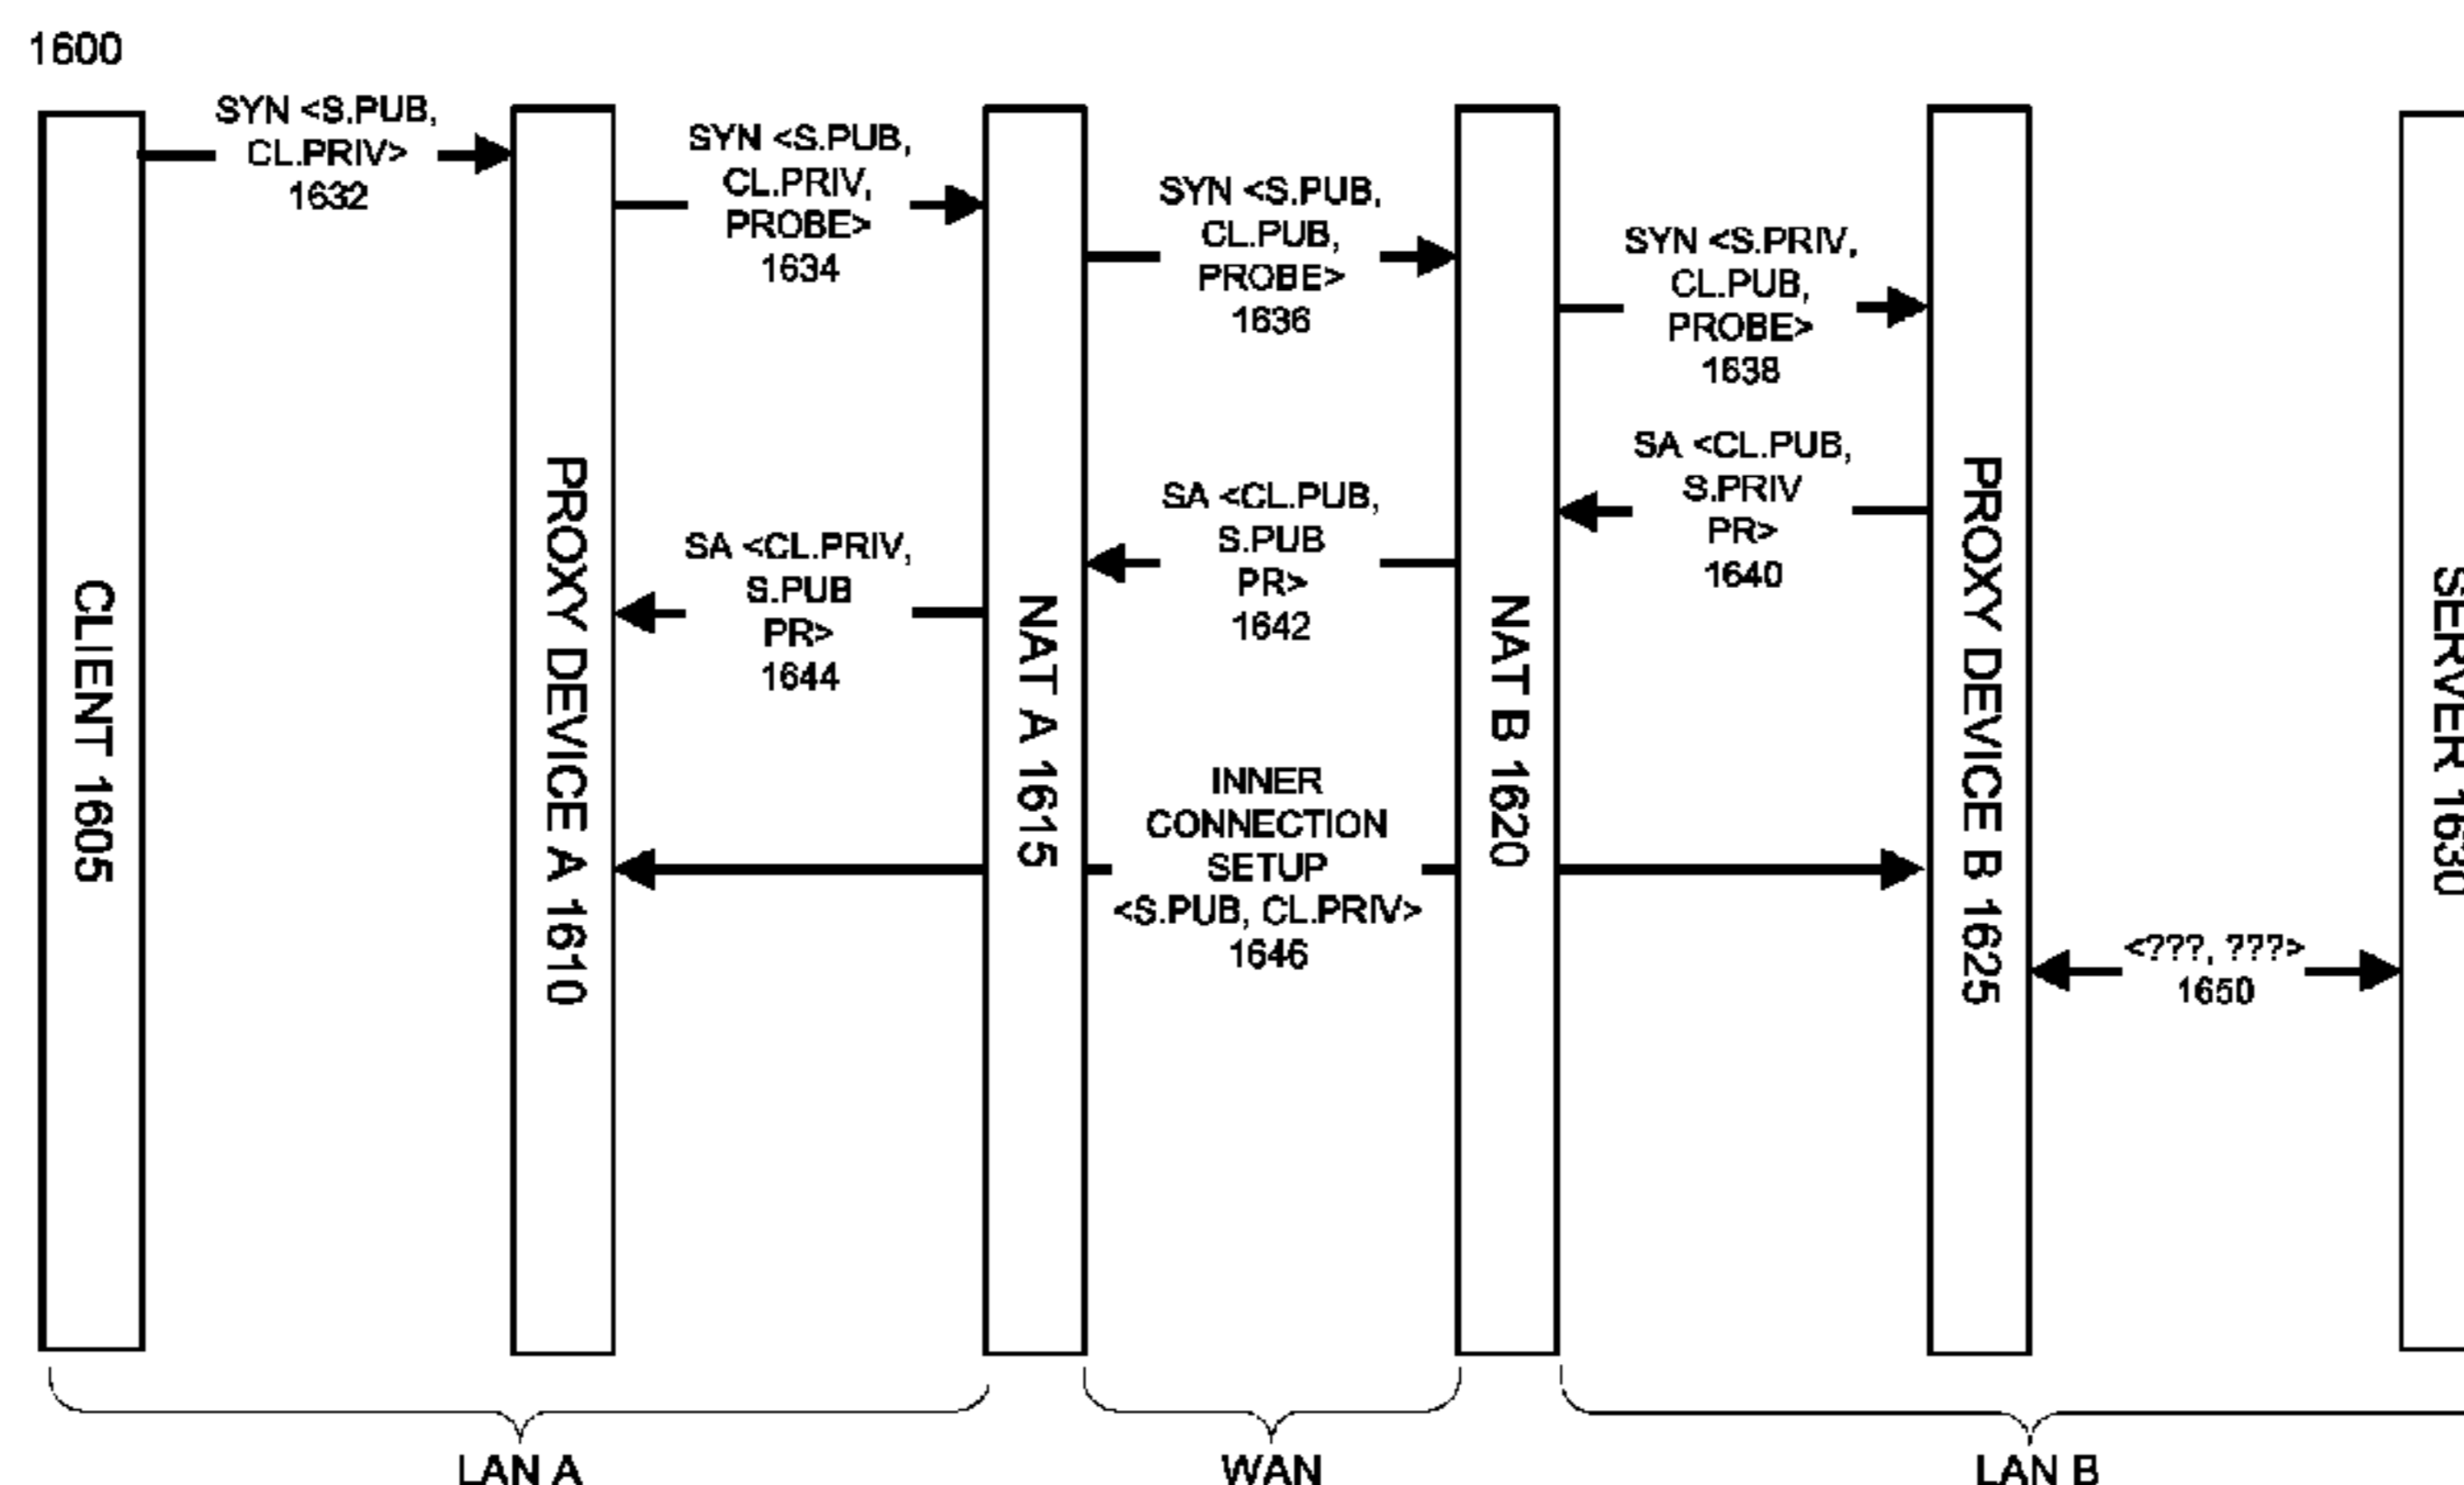 1600
SYN <S.PUB,
CL.PRIV>
1632
SYN <S.PUB,
CL.PRIV,
PROBE>
1634
SYN <S.PUB,
CL.PUB,
PROBE>
1636
SYN <S.PRIV,
CL.PUB,
PROBE>
1638
SA <CL.PUB,
S.PRIV
PR>
1640
SA <CL.PUB,
S.PUB
PR>
1642
SA <CL.PRIV,
S.PUB
PR>
1644
INNER
CONNECTION
SETUP
<S.PUB, CL.PRIV>
1646
<???, ???>
1650
CLIENT 1605
PROXY DEVICE A 1610
NAT A 1615
NAT B 1620
PROXY DEVICE B 1625
SERVER 1630
LAN A
WAN
LAN B